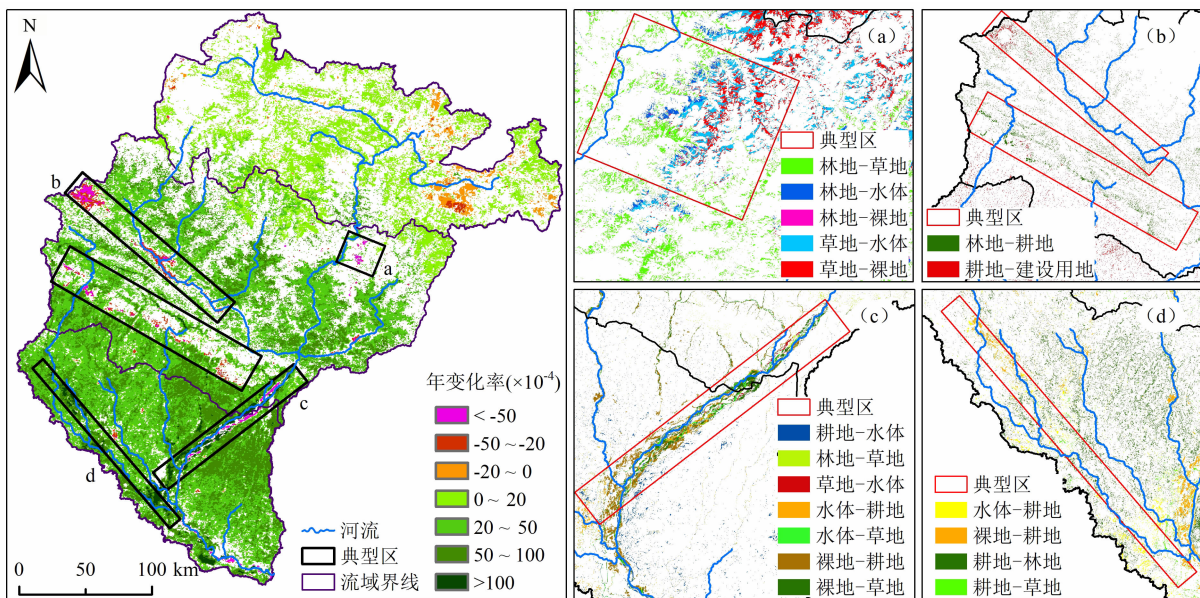 N
b
a
c
d
年变化率(×10⁻⁴)
< -50
-50 ~ -20
-20 ~ 0
0 ~ 20
20 ~ 50
50 ~ 100
>100
河流
典型区
流域界线
0 50 100 km
(a)
典型区
林地-草地
林地-水体
林地-裸地
草地-水体
草地-裸地
(b)
典型区
林地-耕地
耕地-建设用地
(c)
典型区
耕地-水体
林地-草地
草地-水体
水体-耕地
水体-草地
裸地-耕地
裸地-草地
(d)
典型区
水体-耕地
裸地-耕地
耕地-林地
耕地-草地